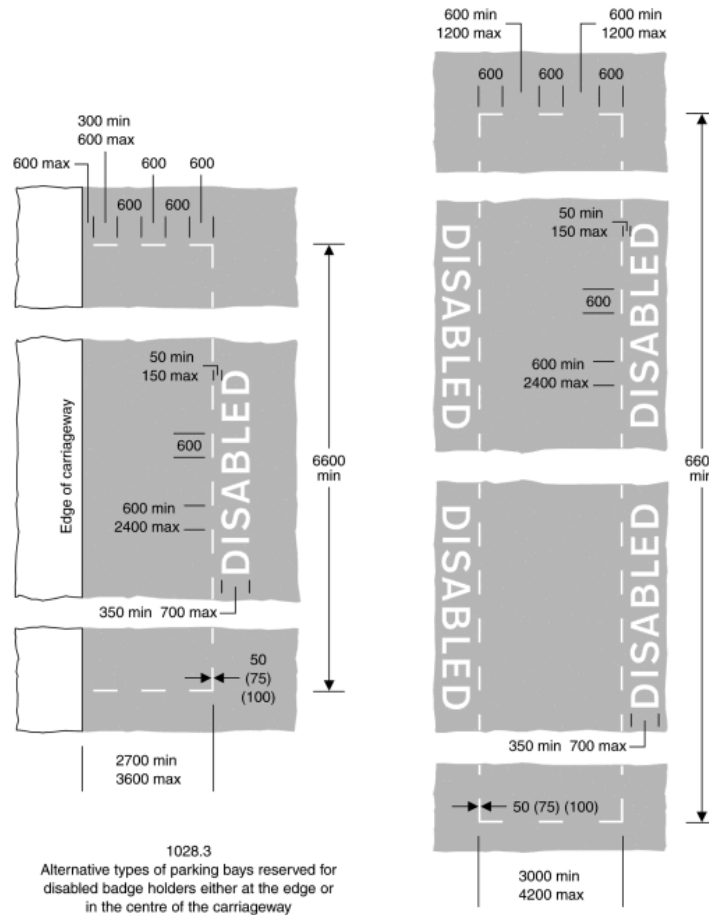 600 min
1200 max
600 min
1200 max
600
600
600
300 min
600 max
600 max
600
600
600
600
50 min
150 max
DISABLED
DISABLED
600
600 min
2400 max
50 min
150 max
Edge of carriageway
600
600 min
2400 max
DISABLED
6600
min
660
min
DISABLED
DISABLED
350 min 700 max
50
(75)
(100)
350 min 700 max
2700 min
3600 max
50 (75) (100)
3000 min
4200 max
1028.3
Alternative types of parking bays reserved for
disabled badge holders either at the edge or
in the centre of the carriageway